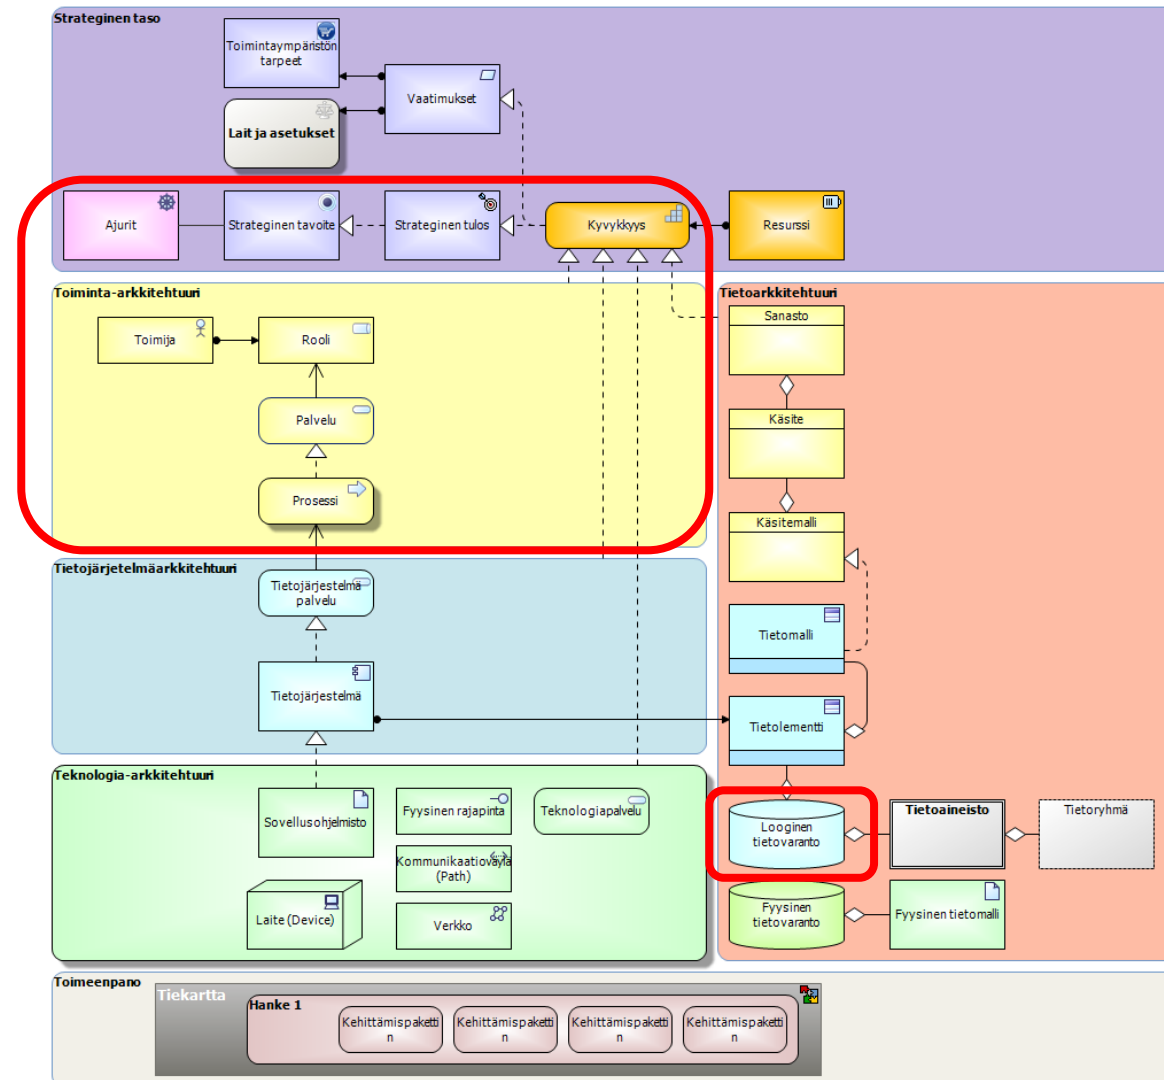 Strateginen taso
Toimintaympäristön
tarpeet
Vaatimukset
Lait ja asetukset
Ajurit
Strateginen tavoite
Strateginen tulos
Kyvykkyys
Resurssi
Toiminta-arkkitehtuuri
Toimija
Rooli
Palvelu
Prosessi
Tietoarkkitehtuuri
Sanasto
Käsite
Käsitemalli
Tietomalli
Tietolementti
Looginen
tietovaranto
Tietoaineisto
Tietoryhmä
Fyysinen
tietovaranto
Fyysinen tietomalli
Tietojärjetelmäarkkitehtuuri
Tietojärjestelmä
palvelu
Tietojärjestelmä
Teknologia-arkkitehtuuri
Sovellusohjelmisto
Fyysinen rajapinta
Teknologiapalvelu
Kommunikaatioväylä
(Path)
Laite (Device)
Verkko
Toimeenpano
Tiekartta
Hanke 1
Kehittämispaketti
n
Kehittämispaketti
n
Kehittämispaketti
n
Kehittämispaketti
n